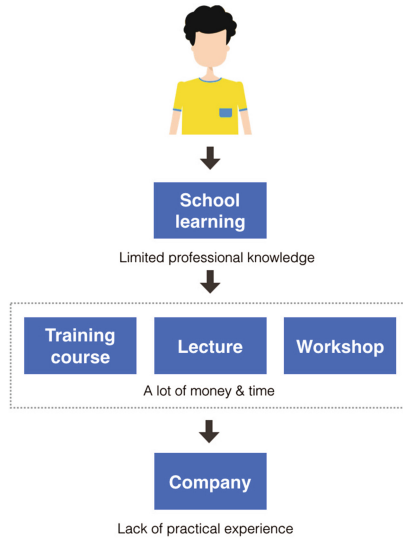 School
learning
Limited professional knowledge
Training
course
Lecture
Workshop
A lot of money & time
Company
Lack of practical experience